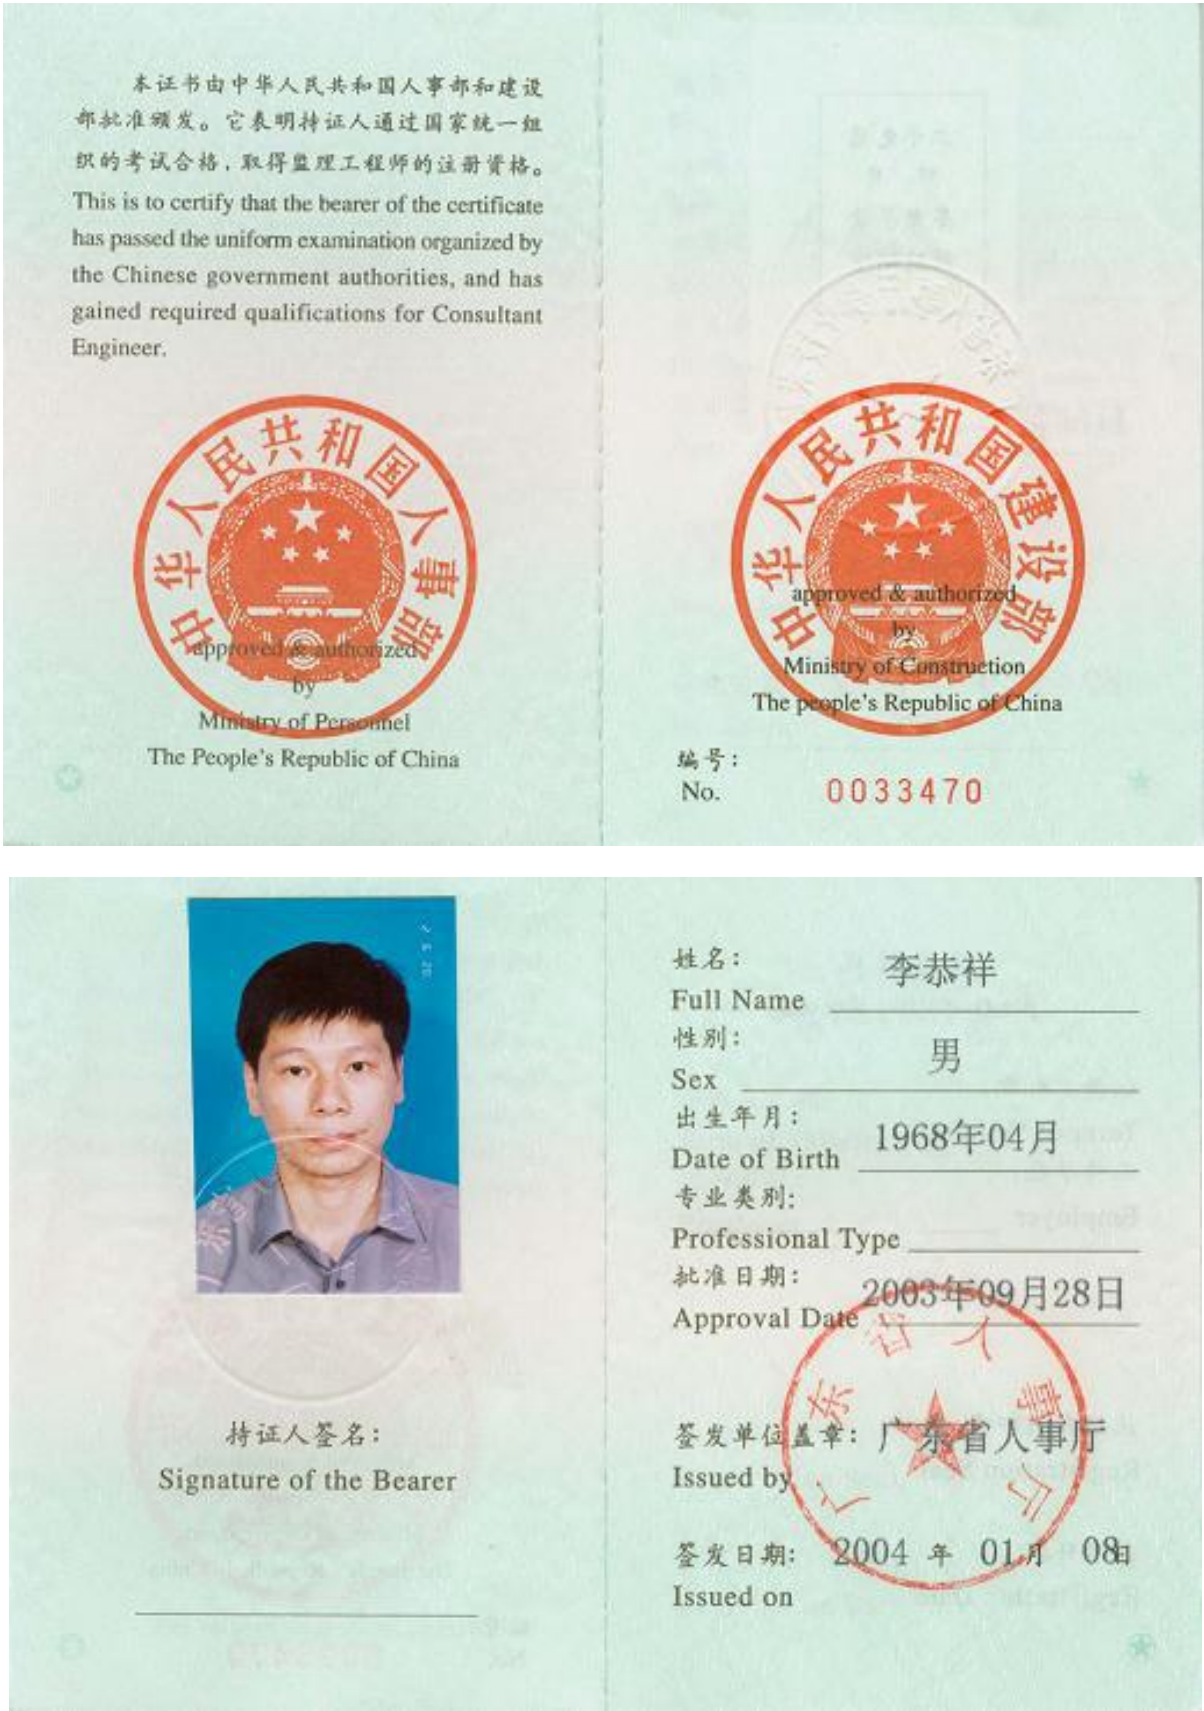 本证书由中华人民共和国人事部和建设
部批准颁发。它表明持证人通过国家统一组
织的考试合格，取得监理工程师的注册资格。
This is to certify that the bearer of the certificate
has passed the uniform examination organized by
the Chinese government authorities, and has
gained required qualifications for Consultant
Engineer.
中华人民共和国人事部
approved & authorized
by
Ministry of Personnel
The People's Republic of China
中华人民共和国建设部
approved & authorized
by
Ministry of Construction
The people's Republic of China
编号：
No. 0033470
持证人签名：
Signature of the Bearer
姓名： 李恭祥
Full Name
性别： 男
Sex
出生年月： 1968年04月
Date of Birth
专业类别：
Professional Type
批准日期： 2003年09月28日
Approval Date
广东省人事厅
签发单位盖章：广东省人事厅
Issued by
签发日期： 2004 年 01月 08日
Issued on